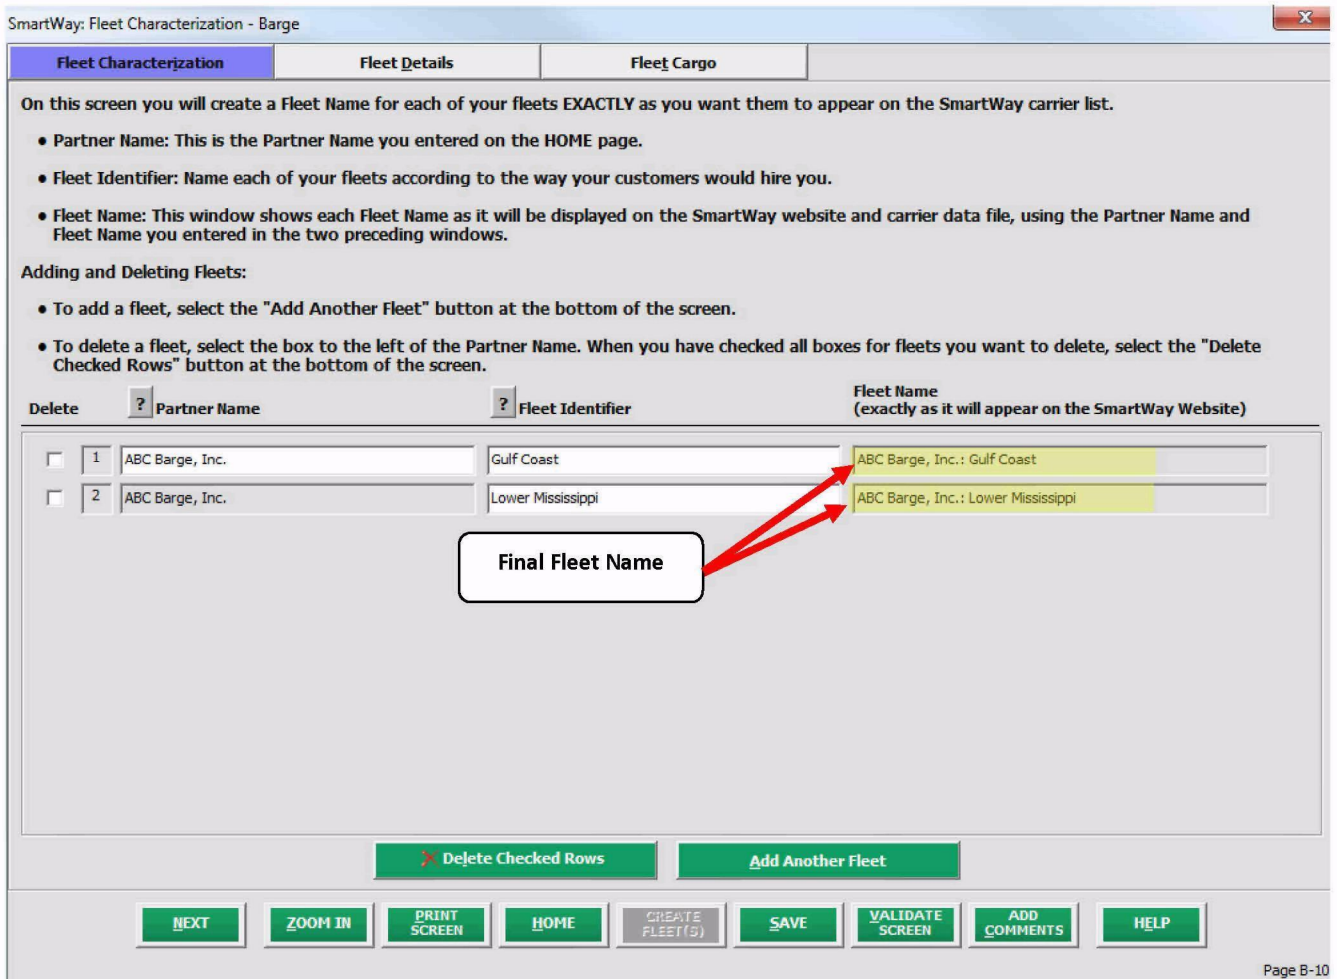 SmartWay: Fleet Characterization - Barge
x
Fleet Characterization
Fleet Details
Fleet Cargo
On this screen you will create a Fleet Name for each of your fleets EXACTLY as you want them to appear on the SmartWay carrier list.
• Partner Name: This is the Partner Name you entered on the HOME page.
• Fleet Identifier: Name each of your fleets according to the way your customers would hire you.
• Fleet Name: This window shows each Fleet Name as it will be displayed on the SmartWay website and carrier data file, using the Partner Name and
Fleet Name you entered in the two preceding windows.
Adding and Deleting Fleets:
• To add a fleet, select the "Add Another Fleet" button at the bottom of the screen.
• To delete a fleet, select the box to the left of the Partner Name. When you have checked all boxes for fleets you want to delete, select the "Delete
Checked Rows" button at the bottom of the screen.
Delete
? Partner Name
? Fleet Identifier
Fleet Name
(exactly as it will appear on the SmartWay Website)
1
ABC Barge, Inc.
Gulf Coast
ABC Barge, Inc.: Gulf Coast
2
ABC Barge, Inc.
Lower Mississippi
ABC Barge, Inc.: Lower Mississippi
Final Fleet Name
Delete Checked Rows
Add Another Fleet
NEXT
ZOOM IN
PRINT
SCREEN
HOME
CREATE
FLEET(S)
SAVE
VALIDATE
SCREEN
ADD
COMMENTS
HELP
Page B-10